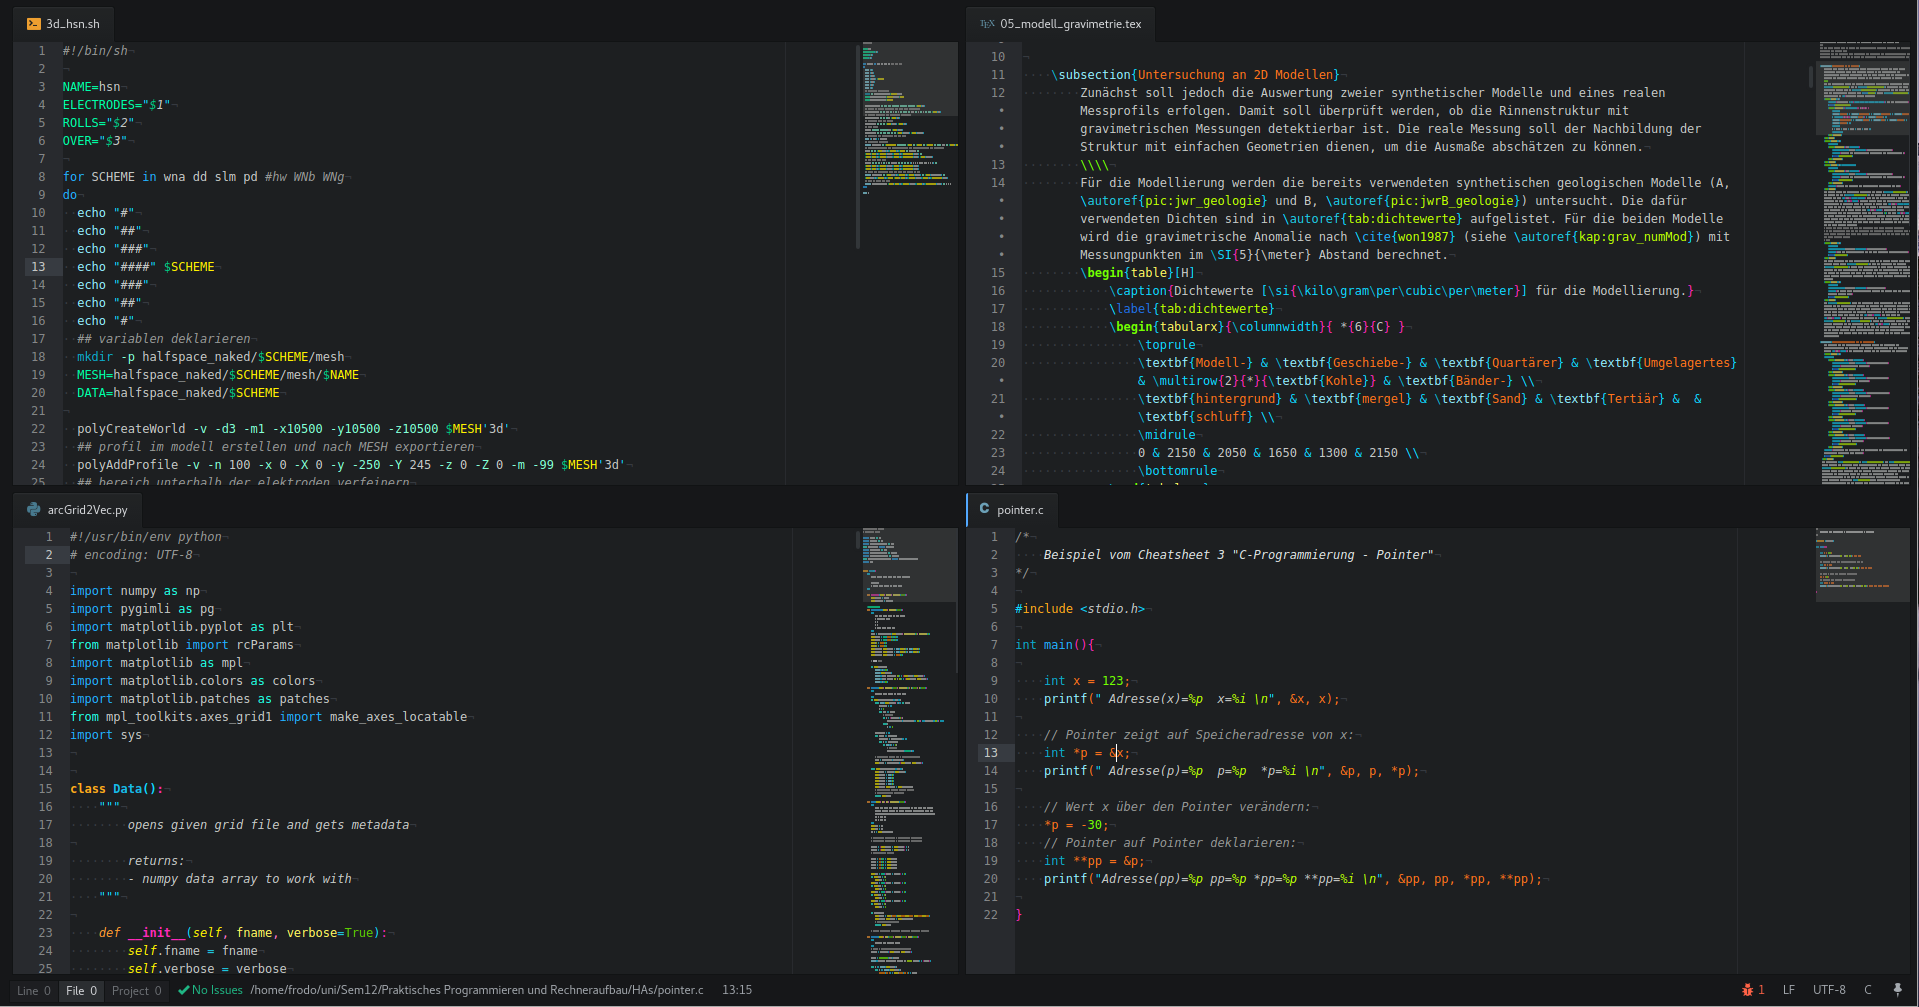 3d_hsn.sh
1 #!/bin/sh
2
3 NAME=hsn
4 ELECTRODES="$1"
5 ROLLS="$2"
6 OVER="$3"
7
8 for SCHEME in wna dd slm pd #hw WNb WNg
9 do
10 echo "#"
11 echo "##"
12 echo "###"
13 echo "####" $SCHEME
14 echo "###"
15 echo "##"
16 echo "#"
17 ## variablen deklarieren
18 mkdir -p halfspace_naked/$SCHEME/mesh
19 MESH=halfspace_naked/$SCHEME/mesh/$NAME
20 DATA=halfspace_naked/$SCHEME
21
22 polyCreateWorld -v -d3 -m1 -x10500 -y10500 -z10500 $MESH'3d'
23 ## profil im modell erstellen und nach MESH exportieren
24 polyAddProfile -v -n 100 -x 0 -X 0 -y -250 -Y 245 -z 0 -Z 0 -m -99 $MESH'3d'
25 ## bereich unterhalb der elektroden verfeinern
TEX 05_modell_gravimetrie.tex
10
11 \subsection{Untersuchung an 2D Modellen}
12 Zunächst soll jedoch die Auswertung zweier synthetischer Modelle und eines realen
• Messprofils erfolgen. Damit soll überprüft werden, ob die Rinnenstruktur mit
• gravimetrischen Messungen detektierbar ist. Die reale Messung soll der Nachbildung der
• Struktur mit einfachen Geometrien dienen, um die Ausmaße abschätzen zu können.
13 \\\\
14 Für die Modellierung werden die bereits verwendeten synthetischen geologischen Modelle (A,
• \autoref{pic:jwr_geologie} und B, \autoref{pic:jwrB_geologie}) untersucht. Die dafür
• verwendeten Dichten sind in \autoref{tab:dichtewerte} aufgelistet. Für die beiden Modelle
• wird die gravimetrische Anomalie nach \cite{won1987} (siehe \autoref{kap:grav_numMod}) mit
• Messungpunkten im \SI{5}{\meter} Abstand berechnet.
15 \begin{table}[H]
16 \caption{Dichtewerte [\si{\kilo\gram\per\cubic\per\meter}] für die Modellierung.}
17 \label{tab:dichtewerte}
18 \begin{tabularx}{\columnwidth}{ *{6}{C} }
19 \toprule
20 \textbf{Modell-} & \textbf{Geschiebe-} & \textbf{Quartärer} & \textbf{Umgelagertes}
• & \multirow{2}{*}{\textbf{Kohle}} & \textbf{Bänder-} \\
21 \textbf{hintergrund} & \textbf{mergel} & \textbf{Sand} & \textbf{Tertiär} & &
• \textbf{schluff} \\
22 \midrule
23 0 & 2150 & 2050 & 1650 & 1300 & 2150 \\
24 \bottomrule
arcGrid2Vec.py
1 #!/usr/bin/env python
2 # encoding: UTF-8
3
4 import numpy as np
5 import pygimli as pg
6 import matplotlib.pyplot as plt
7 from matplotlib import rcParams
8 import matplotlib as mpl
9 import matplotlib.colors as colors
10 import matplotlib.patches as patches
11 from mpl_toolkits.axes_grid1 import make_axes_locatable
12 import sys
13
14
15 class Data():
16 """
17 opens given grid file and gets metadata
18
19 returns:
20 - numpy data array to work with
21 """
22
23 def __init__(self, fname, verbose=True):
24 self.fname = fname
25 self.verbose = verbose
C pointer.c
1 /*
2 Beispiel vom Cheatsheet 3 "C-Programmierung - Pointer"
3 */
4
5 #include <stdio.h>
6
7 int main(){
8
9 int x = 123;
10 printf(" Adresse(x)=%p  x=%i \n", &x, x);
11
12 // Pointer zeigt auf Speicheradresse von x:
13 int *p = &x;
14 printf(" Adresse(p)=%p  p=%p  *p=%i \n", &p, p, *p);
15
16 // Wert x über den Pointer verändern:
17 *p = -30;
18 // Pointer auf Pointer deklarieren:
19 int **pp = &p;
20 printf("Adresse(pp)=%p pp=%p *pp=%p **pp=%i \n", &pp, pp, *pp, **pp);
21
22 }
Line 0 File 0 Project 0 No Issues /home/frodo/uni/Sem12/Praktisches Programmieren und Rechneraufbau/HAs/pointer.c 13:15 1 LF UTF-8 C